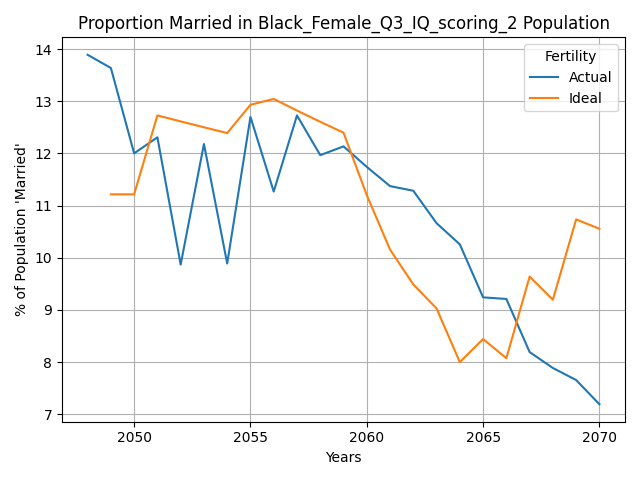 Proportion Married in Black_Female_Q3_IQ_scoring_2 Population
% of Population 'Married'
14
13
12
11
10
9
8
7
2050
2055
2060
2065
2070
Years
Fertility
Actual
Ideal